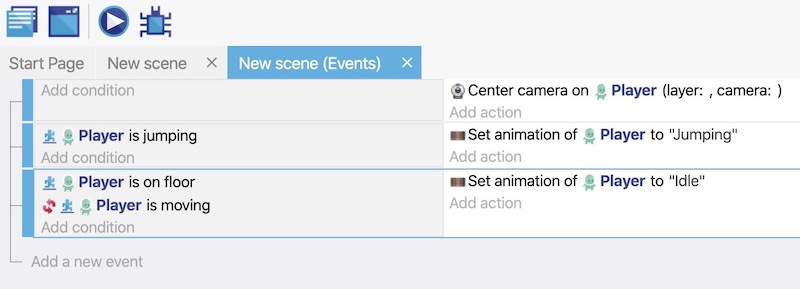 Start Page New scene × New scene (Events) ×
Add condition Center camera on Player (layer: , camera: )
Add action
Player is jumping Set animation of Player to "Jumping"
Add condition Add action
Player is on floor Set animation of Player to "Idle"
Player is moving Add action
Add condition
Add a new event